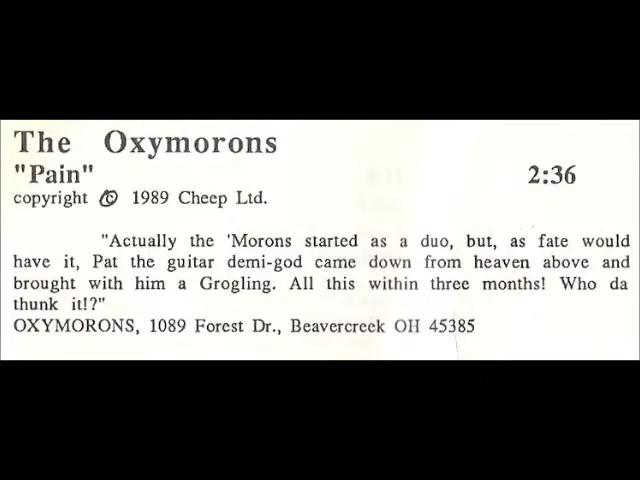 The Oxymorons
"Pain" 2:36
copyright © 1989 Cheep Ltd.
"Actually the 'Morons started as a duo, but, as fate would
have it, Pat the guitar demi-god came down from heaven above and
brought with him a Grogling. All this within three months! Who da
thunk it!?"
OXYMORONS, 1089 Forest Dr., Beavercreek OH 45385